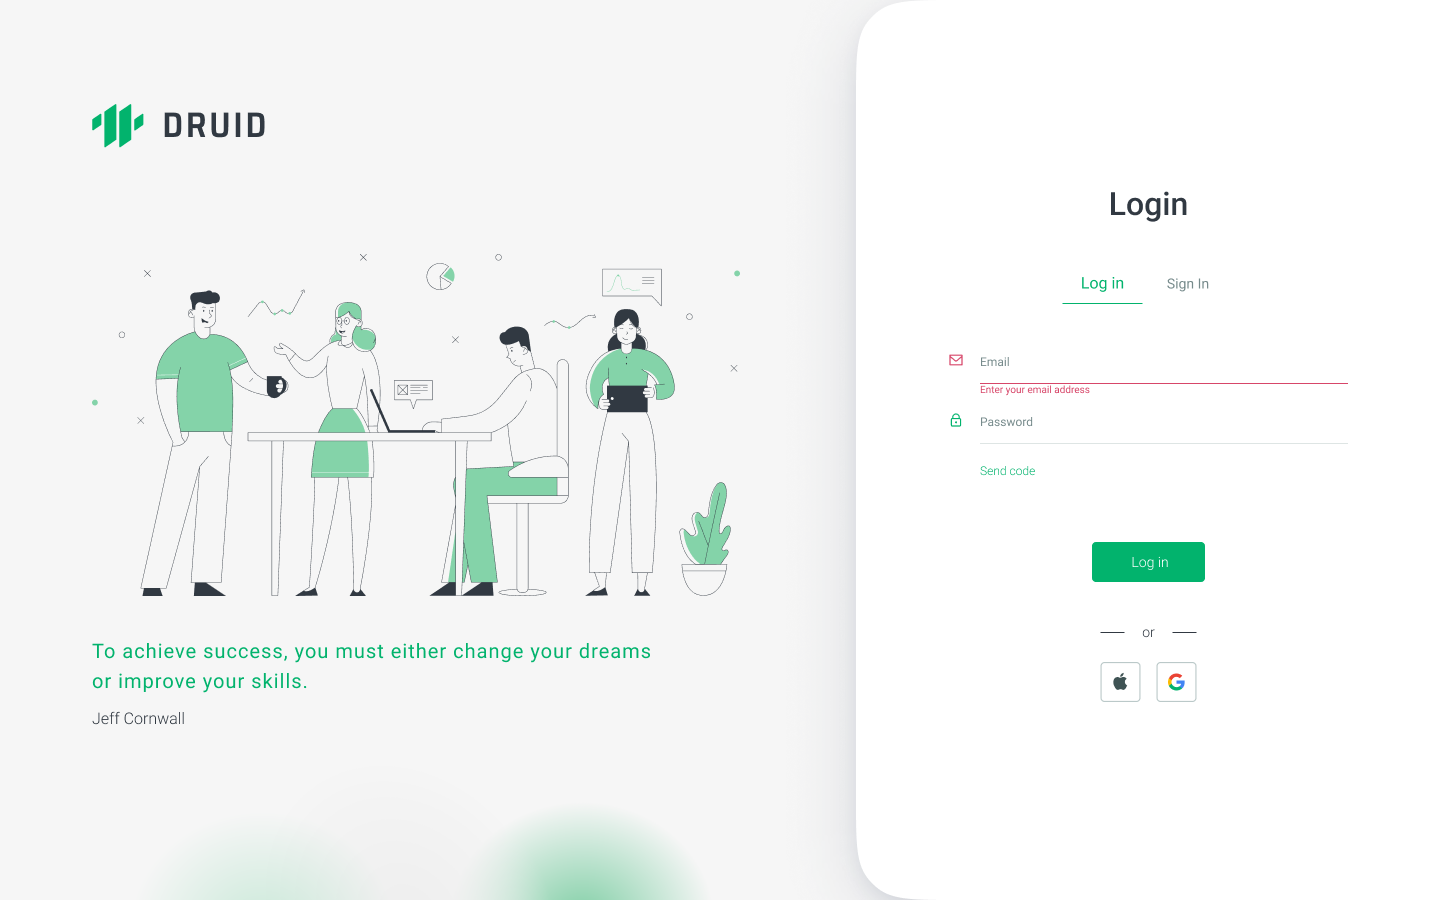 DRUID
To achieve success, you must either change your dreams
or improve your skills.
Jeff Cornwall
Login
Log in
Sign In
Email
Enter your email address
Password
Send code
Log in
or